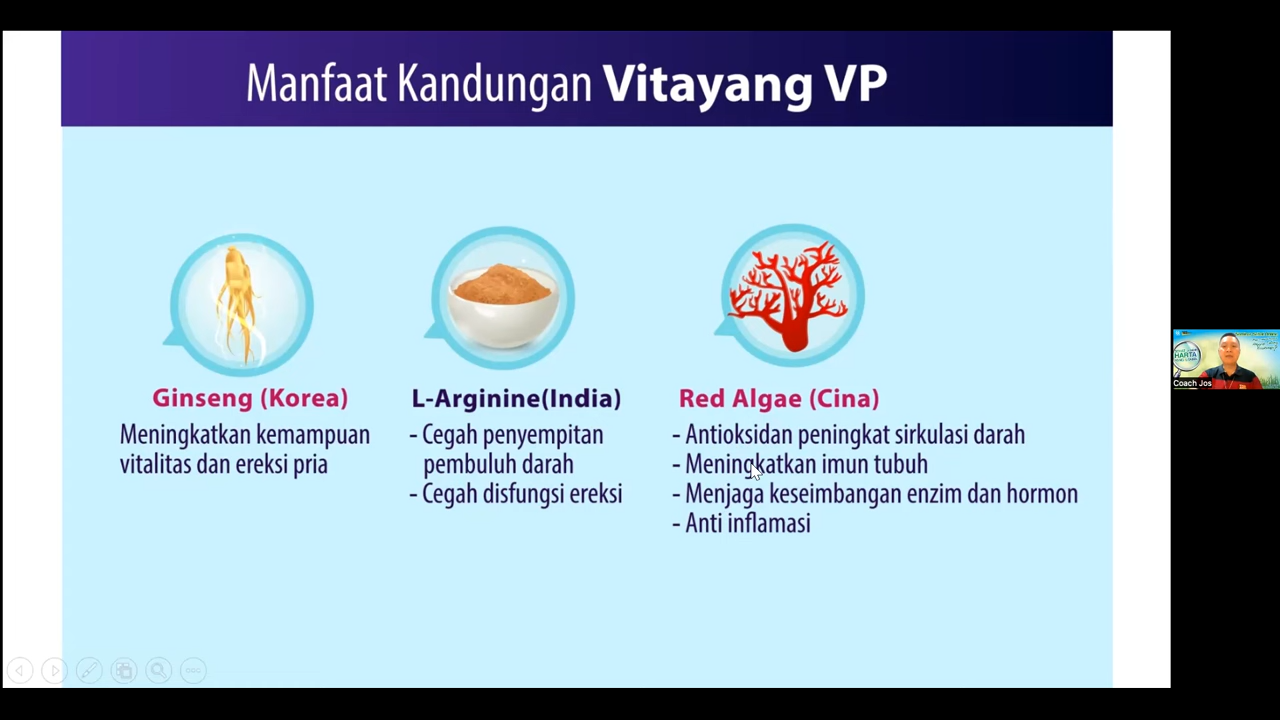 Manfaat Kandungan Vitayang VP
Ginseng (Korea)
Meningkatkan kemampuan
vitalitas dan ereksi pria
L-Arginine(India)
- Cegah penyempitan
pembuluh darah
- Cegah disfungsi ereksi
Red Algae (Cina)
- Antioksidan peningkat sirkulasi darah
- Meningkatkan imun tubuh
- Menjaga keseimbangan enzim dan hormon
- Anti inflamasi
HARTA
Coach Jos